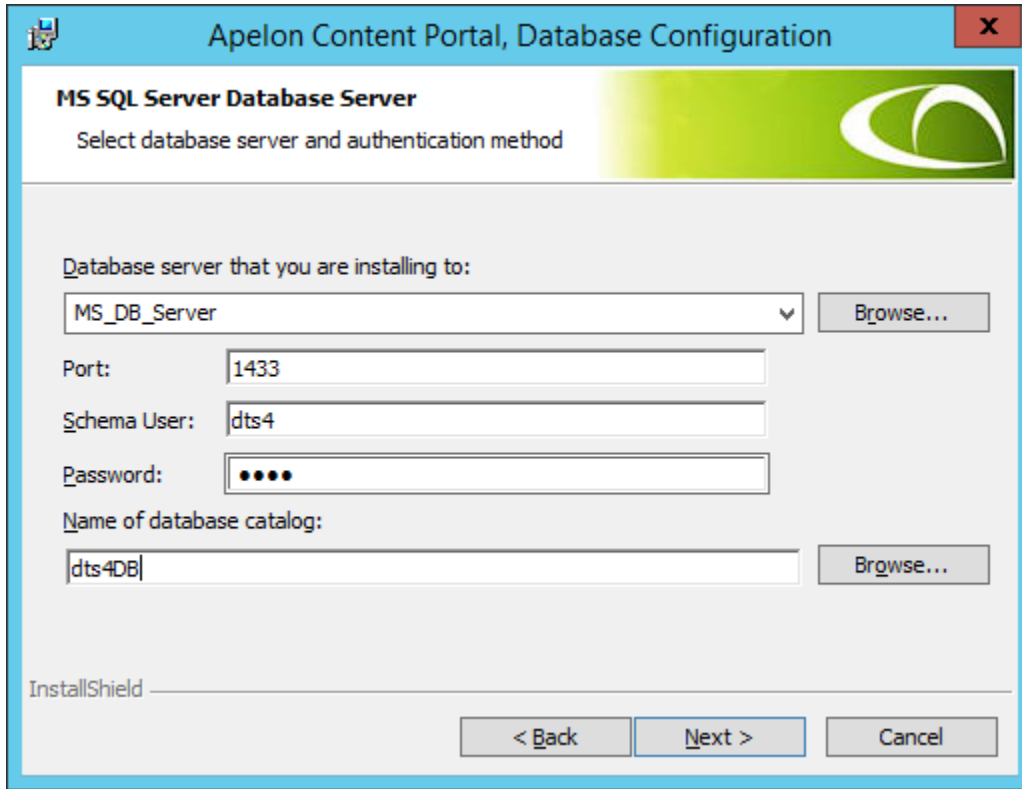 Apelon Content Portal, Database Configuration
x
MS SQL Server Database Server
Select database server and authentication method
Database server that you are installing to:
MS_DB_Server
Browse...
Port:
1433
Schema User:
dts4
Password:
••••
Name of database catalog:
dts4DB
Browse...
InstallShield
< Back
Next >
Cancel